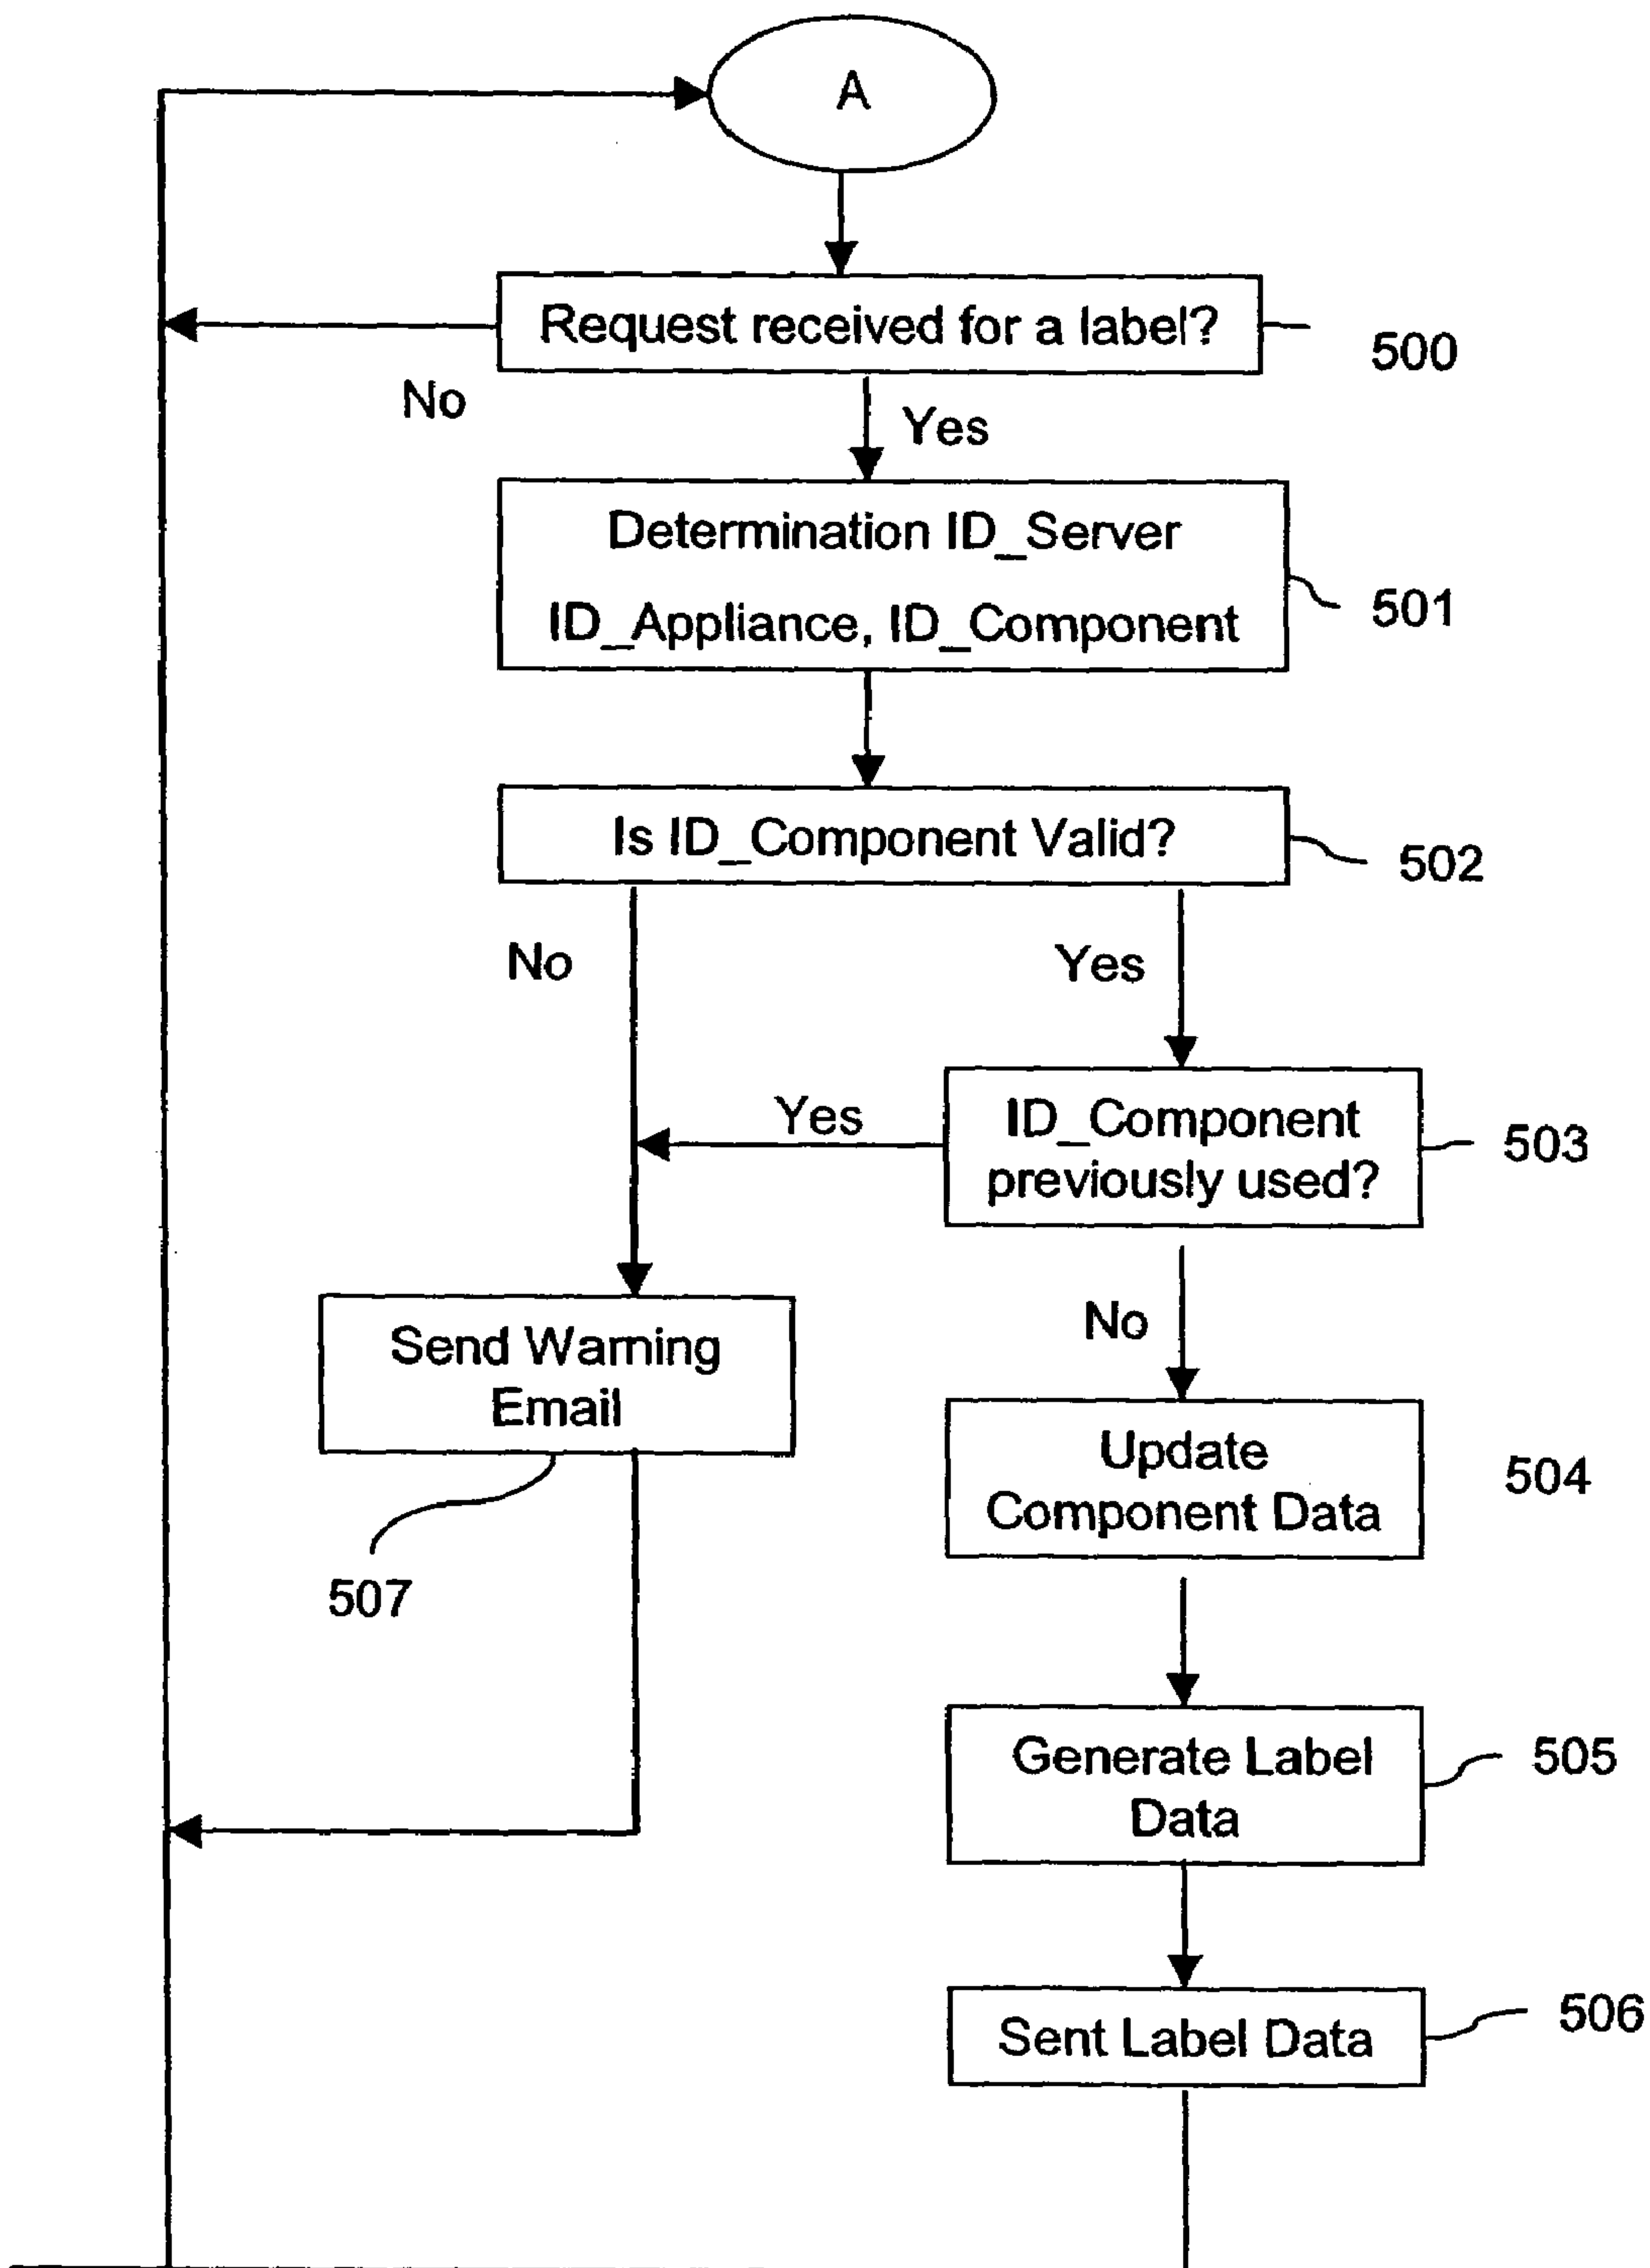 A
Request received for a label?
500
No
Yes
Determination ID_Server
ID_Appliance, ID_Component
501
Is ID_Component Valid?
502
No
Yes
Yes
ID_Component
previously used?
503
No
Send Warning
Email
507
Update
Component Data
504
Generate Label
Data
505
Sent Label Data
506